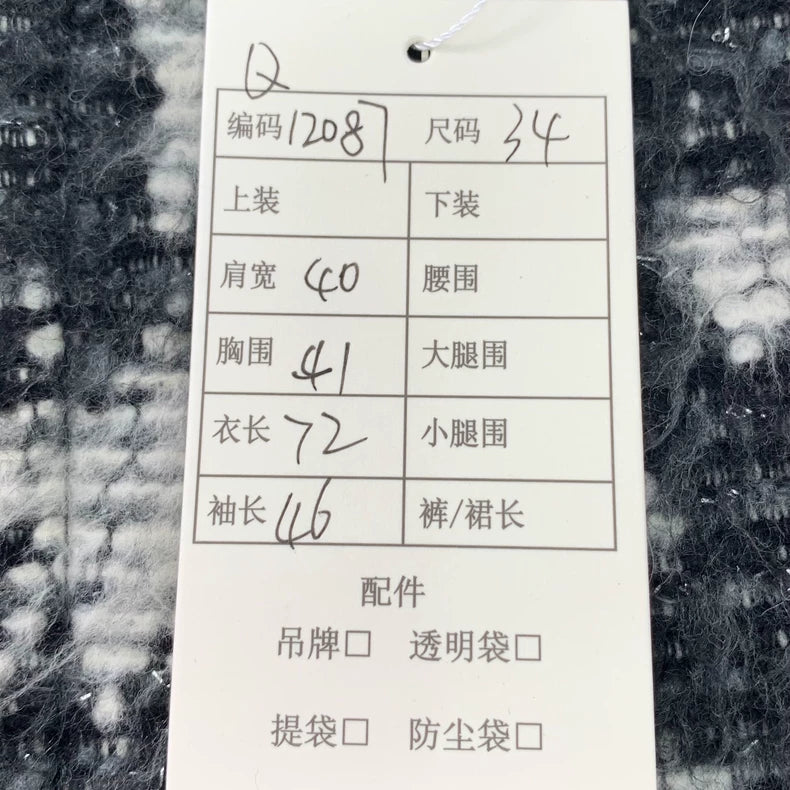 Q
编码 12087 尺码 34
上装 下装
肩宽 40 腰围
胸围 41 大腿围
衣长 72 小腿围
袖长 46 裤/裙长
配件
吊牌□ 透明袋□
提袋□ 防尘袋□